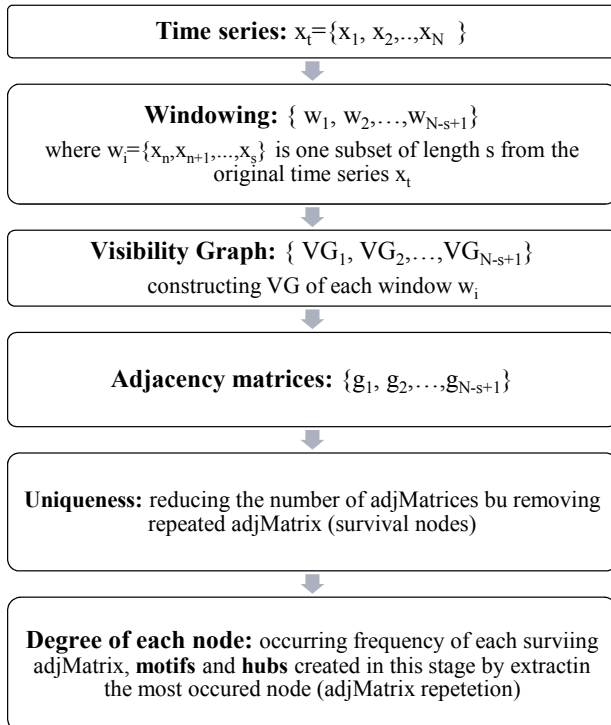 Time series: xt={x1, x2,..,xN }
Windowing: { w1, w2,…,wN-s+1}
where wi={xn,xn+1,...,xs} is one subset of length s from the
original time series xt
Visibility Graph: { VG1, VG2,…,VGN-s+1}
constructing VG of each window wi
Adjacency matrices: {g1, g2,…,gN-s+1}
Uniqueness: reducing the number of adjMatrices bu removing
repeated adjMatrix (survival nodes)
Degree of each node: occurring frequency of each surviing
adjMatrix, motifs and hubs created in this stage by extractin
the most occured node (adjMatrix repetetion)